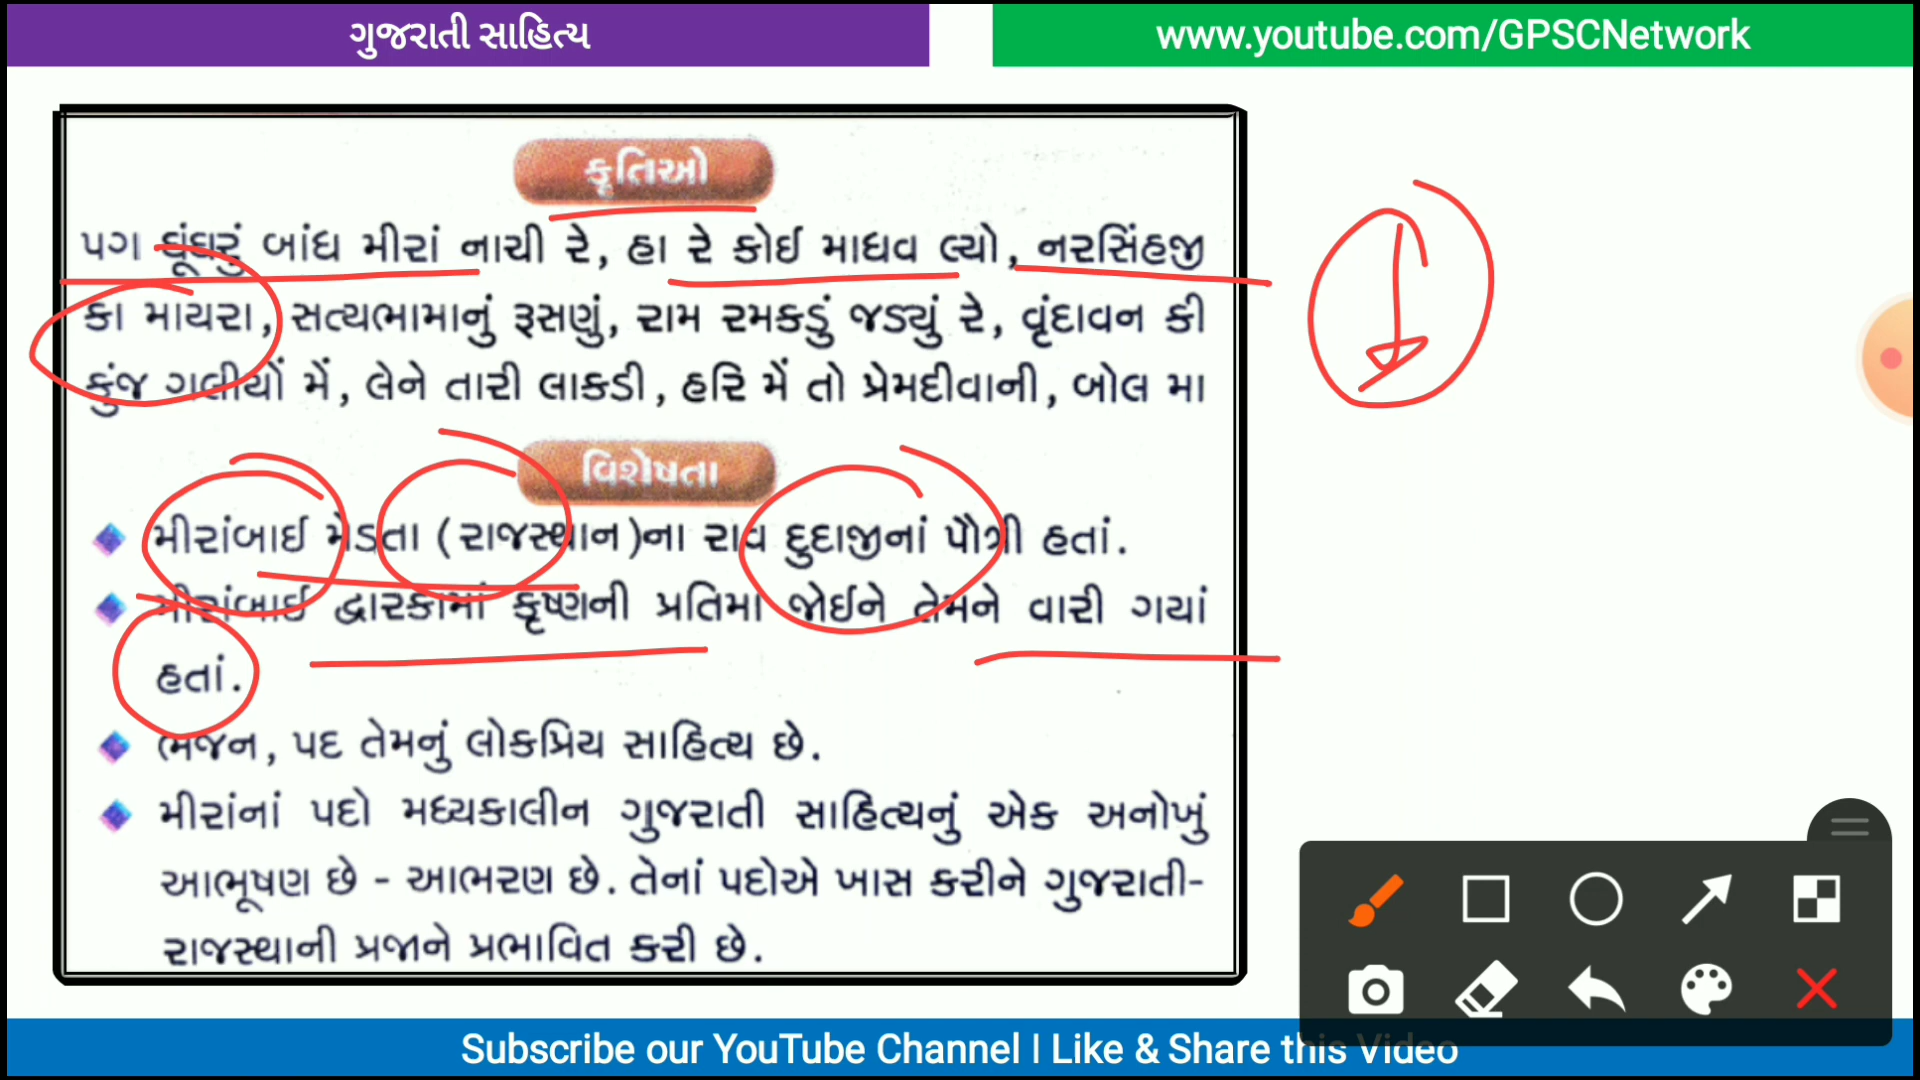 ગુજરાતી સાહિત્ય
www.youtube.com/GPSCNetwork
કૃતિઓ
પગ ઘૂંઘરું બાંધ મીરાં નાચી રે, હા રે કોઈ માધવ લ્યો, નરસિંહજી
કા માયરા, સત્યભામાનું રૂસણું, રામ રમકડું જડ્યું રે, વૃંદાવન કી
કુંજ ગલીયોં મેં, લેને તારી લાકડી, હરિ મેં તો પ્રેમદીવાની, બોલ મા
વિશેષતા
મીરાંબાઈ મેડતા (રાજસ્થાન)ના રાવ દુદાજીનાં પૌત્રી હતાં.
મીરાંબાઈ દ્વારકામાં કૃષ્ણની પ્રતિમા જોઈને તેમને વારી ગયાં
હતાં.
ભજન, પદ તેમનું લોકપ્રિય સાહિત્ય છે.
મીરાંનાં પદો મધ્યકાલીન ગુજરાતી સાહિત્યનું એક અનોખું
આભૂષણ છે - આભરણ છે. તેનાં પદોએ ખાસ કરીને ગુજરાતી-
રાજસ્થાની પ્રજાને પ્રભાવિત કરી છે.
Subscribe our YouTube Channel | Like & Share this Video